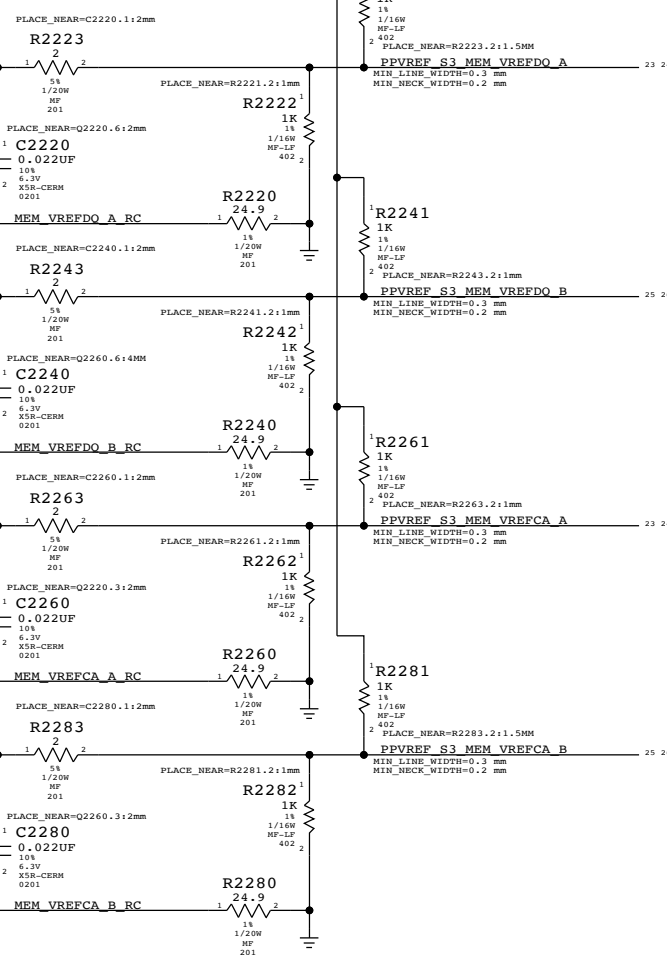 1K
1%
1/16W
MF-LF
402
2
PLACE_NEAR=R2223.2:1.5MM
PLACE_NEAR=C2220.1:2mm
R2223
2
1 2
5%
1/20W
MF
201
PPVREF_S3_MEM_VREFDQ_A
23 2
MIN_LINE_WIDTH=0.3 mm
MIN_NECK_WIDTH=0.2 mm
PLACE_NEAR=R2221.2:1mm
R2222
1
1K
1%
1/16W
MF-LF
402
2
PLACE_NEAR=Q2220.6:2mm
1
C2220
0.022UF
10%
6.3V
2
X5R-CERM
0201
MEM_VREFDQ_A_RC
R2220
24.9
1 2
1%
1/20W
MF
201
1
R2241
1K
1%
1/16W
MF-LF
402
2
PLACE_NEAR=R2243.2:1mm
PLACE_NEAR=C2240.1:2mm
R2243
2
1 2
5%
1/20W
MF
201
PPVREF_S3_MEM_VREFDQ_B
25 2
MIN_LINE_WIDTH=0.3 mm
MIN_NECK_WIDTH=0.2 mm
PLACE_NEAR=R2241.2:1mm
R2242
1
1K
1%
1/16W
MF-LF
402
2
PLACE_NEAR=Q2260.6:4MM
1
C2240
0.022UF
10%
6.3V
2
X5R-CERM
0201
MEM_VREFDQ_B_RC
R2240
24.9
1 2
1%
1/20W
MF
201
1
R2261
1K
1%
1/16W
MF-LF
402
2
PLACE_NEAR=R2263.2:1mm
PLACE_NEAR=C2260.1:2mm
R2263
2
1 2
5%
1/20W
MF
201
PPVREF_S3_MEM_VREFCA_A
23 2
MIN_LINE_WIDTH=0.3 mm
MIN_NECK_WIDTH=0.2 mm
PLACE_NEAR=R2261.2:1mm
R2262
1
1K
1%
1/16W
MF-LF
402
2
PLACE_NEAR=Q2220.3:2mm
1
C2260
0.022UF
10%
6.3V
2
X5R-CERM
0201
MEM_VREFCA_A_RC
R2260
24.9
1 2
1%
1/20W
MF
201
1
R2281
1K
1%
1/16W
MF-LF
402
2
PLACE_NEAR=R2283.2:1.5MM
PLACE_NEAR=C2280.1:2mm
R2283
2
1 2
5%
1/20W
MF
201
PPVREF_S3_MEM_VREFCA_B
25 2
MIN_LINE_WIDTH=0.3 mm
MIN_NECK_WIDTH=0.2 mm
PLACE_NEAR=R2281.2:1mm
R2282
1
1K
1%
1/16W
MF-LF
402
2
PLACE_NEAR=Q2260.3:2mm
1
C2280
0.022UF
10%
6.3V
2
X5R-CERM
0201
MEM_VREFCA_B_RC
R2280
24.9
1 2
1%
1/20W
MF
201